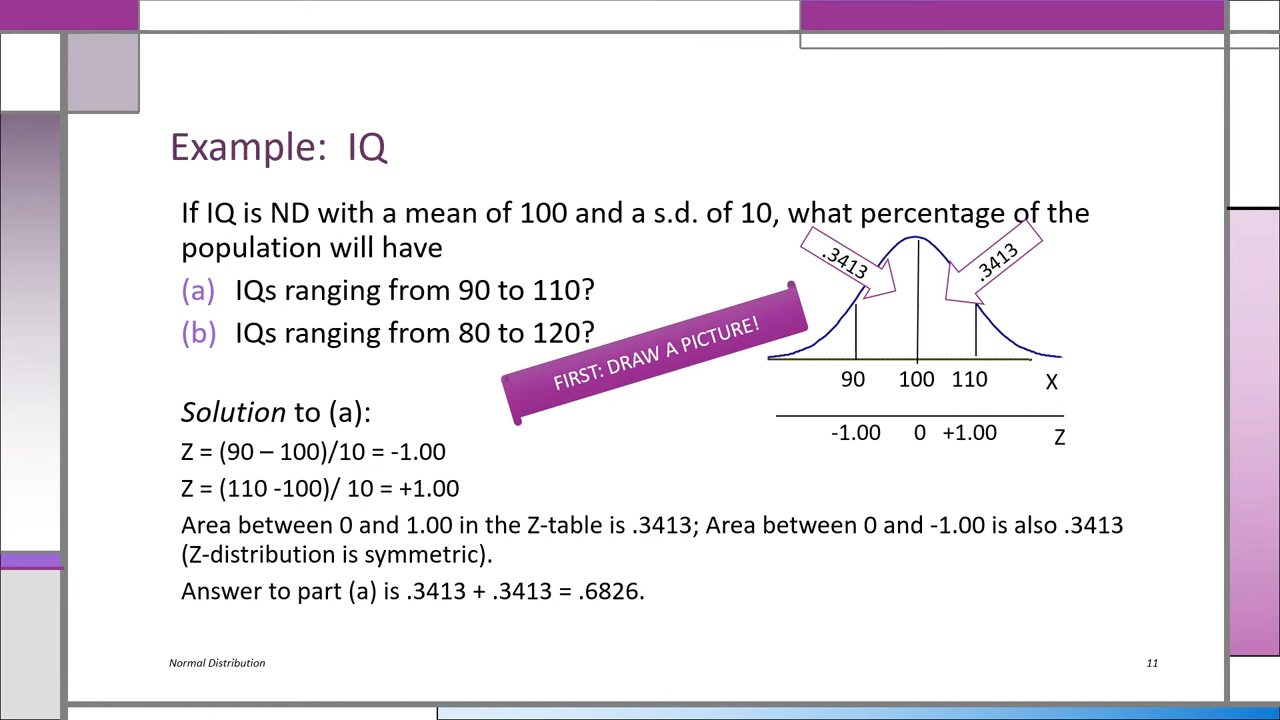 Example: IQ
If IQ is ND with a mean of 100 and a s.d. of 10, what percentage of the
population will have
(a) IQs ranging from 90 to 110?
(b) IQs ranging from 80 to 120?
FIRST: DRAW A PICTURE!
.3413
.3413
90 100 110 X
-1.00 0 +1.00 Z
Solution to (a):
Z = (90 – 100)/10 = -1.00
Z = (110 -100)/ 10 = +1.00
Area between 0 and 1.00 in the Z-table is .3413; Area between 0 and -1.00 is also .3413
(Z-distribution is symmetric).
Answer to part (a) is .3413 + .3413 = .6826.
Normal Distribution
11